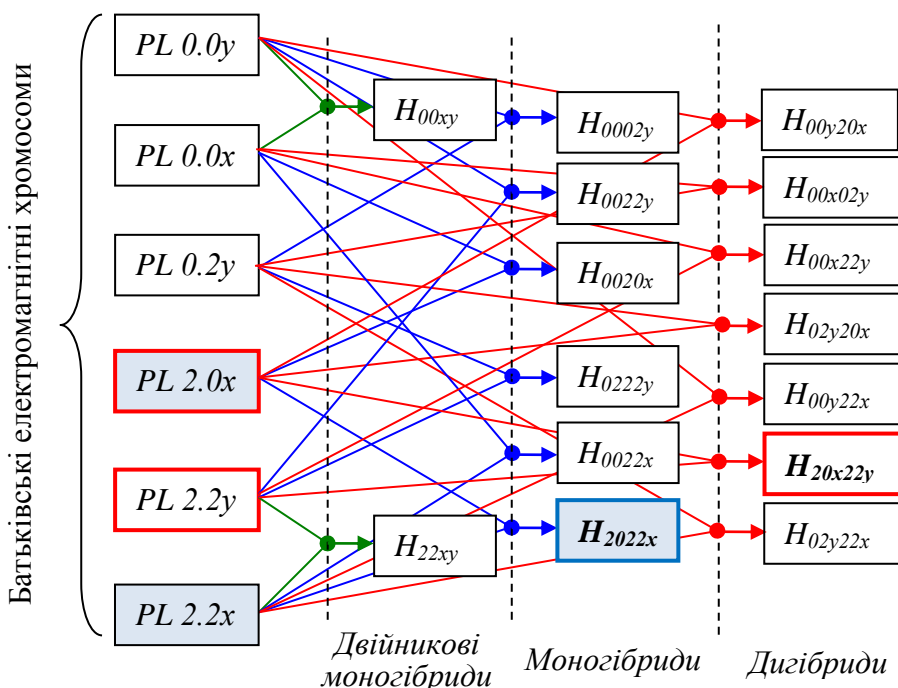 Батьківські електромагнітні хромосоми
PL 0.0y
PL 0.0x
PL 0.2y
PL 2.0x
PL 2.2y
PL 2.2x
H00xy
H22xy
Двійникові
моногібриди
H0002y
H0022y
H0020x
H0222y
H0022x
H2022x
Моногібриди
H00y20x
H00x02y
H00x22y
H02y20x
H00y22x
H20x22y
H02y22x
Дигібриди